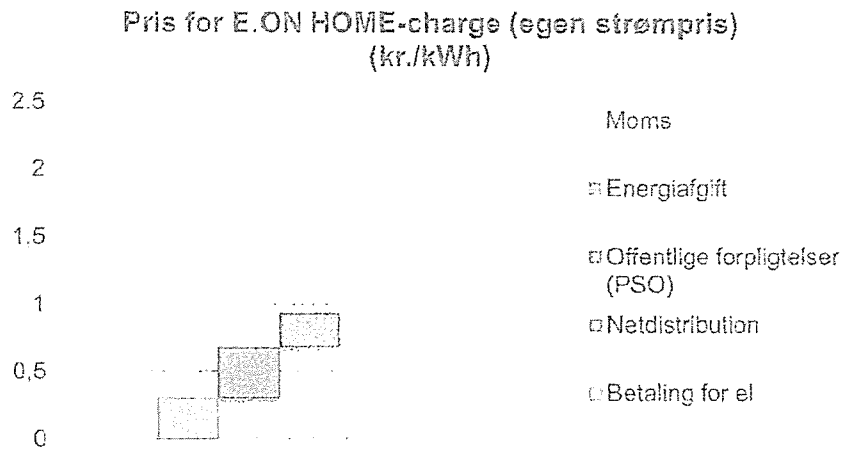 Pris for E.ON HOME-charge (egen strømpris)
(kr./kWh)
2.5
2
1.5
1
0,5
0
Moms
Energiafgift
Offentlige forpligtelser
(PSO)
Netdistribution
Betaling for el